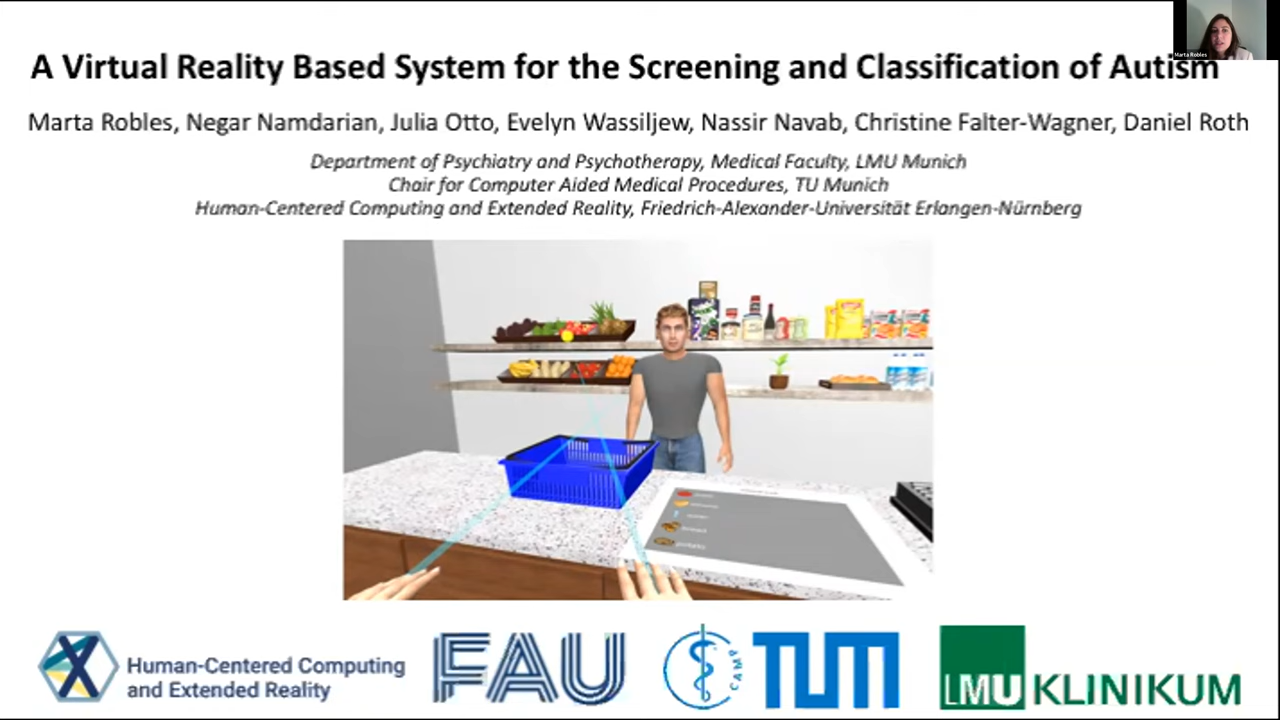 A Virtual Reality Based System for the Screening and Classification of Autism
Marta Robles
Marta Robles, Negar Namdarian, Julia Otto, Evelyn Wassiljew, Nassir Navab, Christine Falter-Wagner, Daniel Roth
Department of Psychiatry and Psychotherapy, Medical Faculty, LMU Munich
Chair for Computer Aided Medical Procedures, TU Munich
Human-Centered Computing and Extended Reality, Friedrich-Alexander-Universität Erlangen-Nürnberg
Human-Centered Computing
and Extended Reality
FAU
CAMP
TUM
LMU KLINIKUM